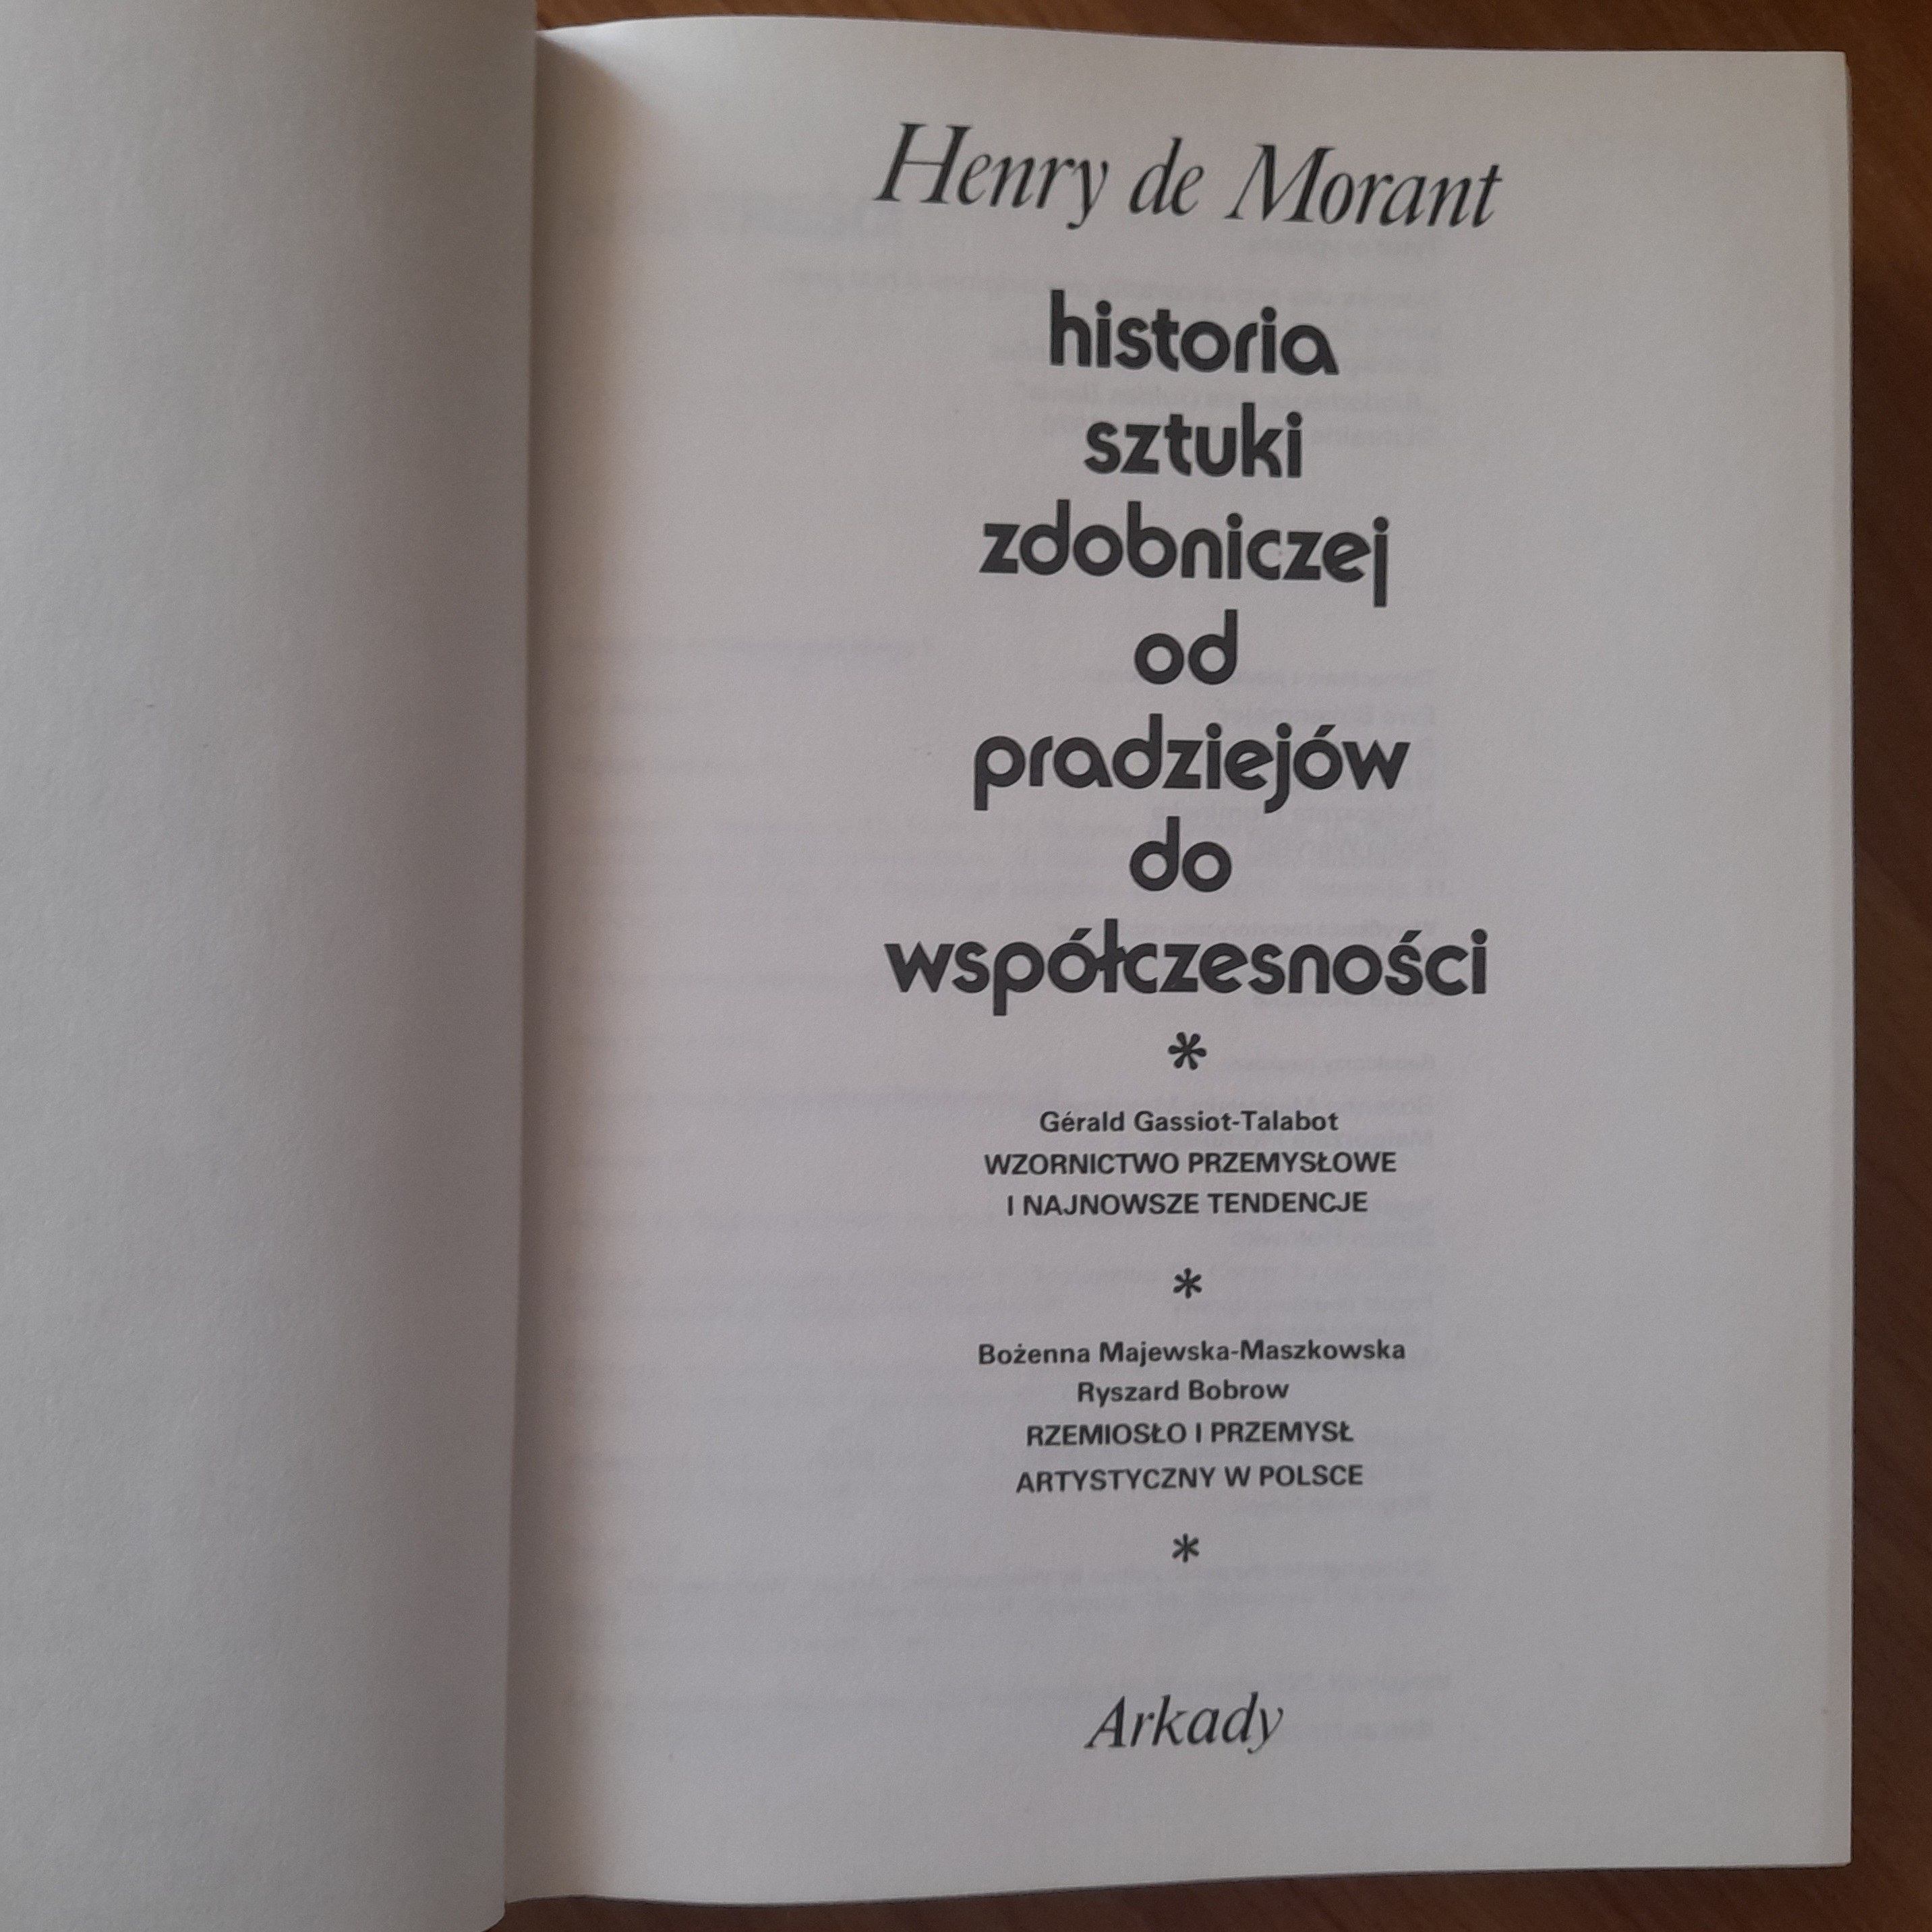 Henry de Morant
historia
sztuki
zdobniczej
od
pradziejów
do
współczesności
*
Gérald Gassiot-Talabot
WZORNICTWO PRZEMYSŁOWE
I NAJNOWSZE TENDENCJE
*
Bożenna Majewska-Maszkowska
Ryszard Bobrow
RZEMIOSŁO I PRZEMYSŁ
ARTYSTYCZNY W POLSCE
*
Arkady